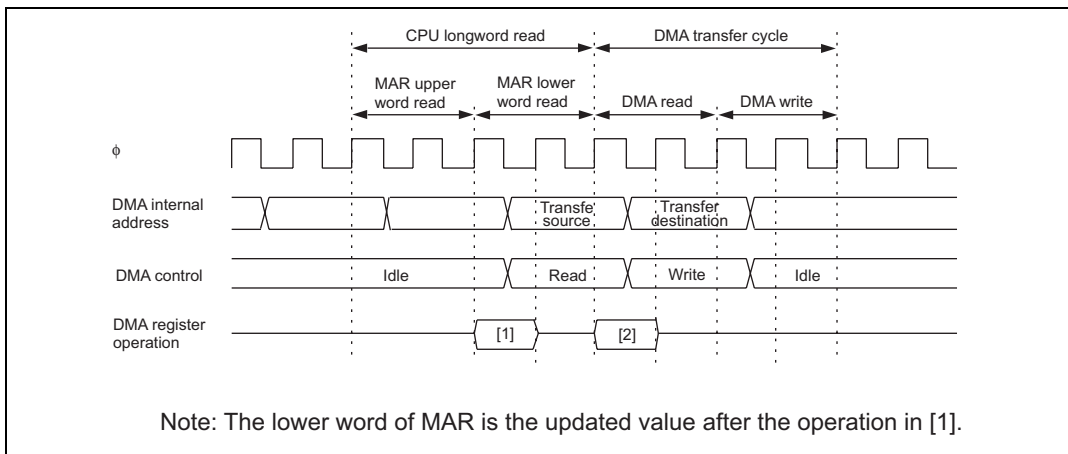 CPU longword read DMA transfer cycle
MAR upper MAR lower
word read word read DMA read DMA write
ϕ
DMA internal Transfe Transfer
address source destination
DMA control Idle Read Write Idle
DMA register
operation [1] [2]
Note: The lower word of MAR is the updated value after the operation in [1].